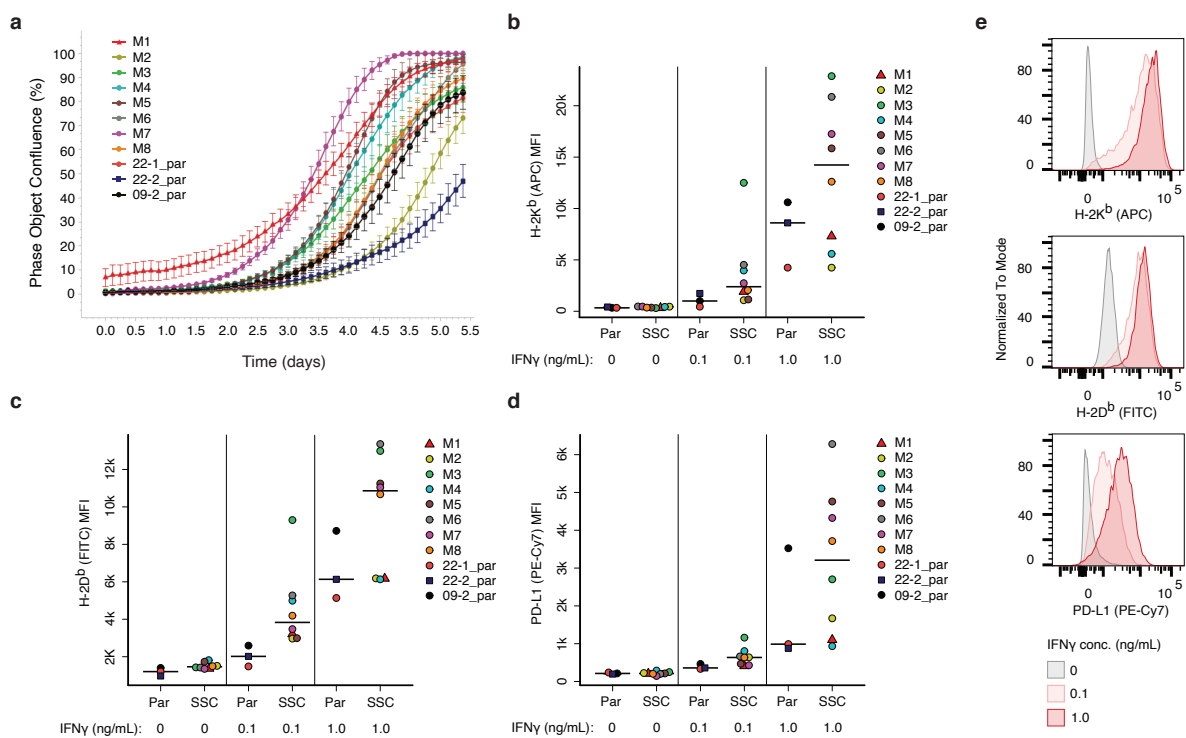 a
Phase Object Confluence (%)
100
90
80
70
60
50
40
30
20
10
0
M1
M2
M3
M4
M5
M6
M7
M8
22-1_par
22-2_par
09-2_par
0.0 0.5 1.0 1.5 2.0 2.5 3.0 3.5 4.0 4.5 3.5 4.5 5.0 5.5
Time (days)
b
H-2Kb (APC) MFI
20k
15k
10k
5k
0
Par SSC Par SSC Par SSC
IFNγ (ng/mL): 0 0 0.1 0.1 1.0 1.0
M1
M2
M3
M4
M5
M6
M7
M8
22-1_par
22-2_par
09-2_par
c
H-2Db (FITC) MFI
12k
10k
8k
6k
4k
2K
Par SSC Par SSC Par SSC
IFNγ (ng/mL): 0 0 0.1 0.1 1.0 1.0
M1
M2
M3
M4
M5
M6
M7
M8
22-1_par
22-2_par
09-2_par
d
PD-L1 (PE-Cy7) MFI
6k
5k
4k
3k
2k
1k
0
Par SSC Par SSC Par SSC
IFNγ (ng/mL): 0 0 0.1 0.1 1.0 1.0
M1
M2
M3
M4
M5
M6
M7
M8
22-1_par
22-2_par
09-2_par
e
Normalized To Mode
80
40
0
0 10 5
H-2Kb (APC)
80
40
0
0 10 5
H-2Db (FITC)
80
40
0
0 10 5
PD-L1 (PE-Cy7)
IFNγ conc. (ng/mL)
0
0.1
1.0